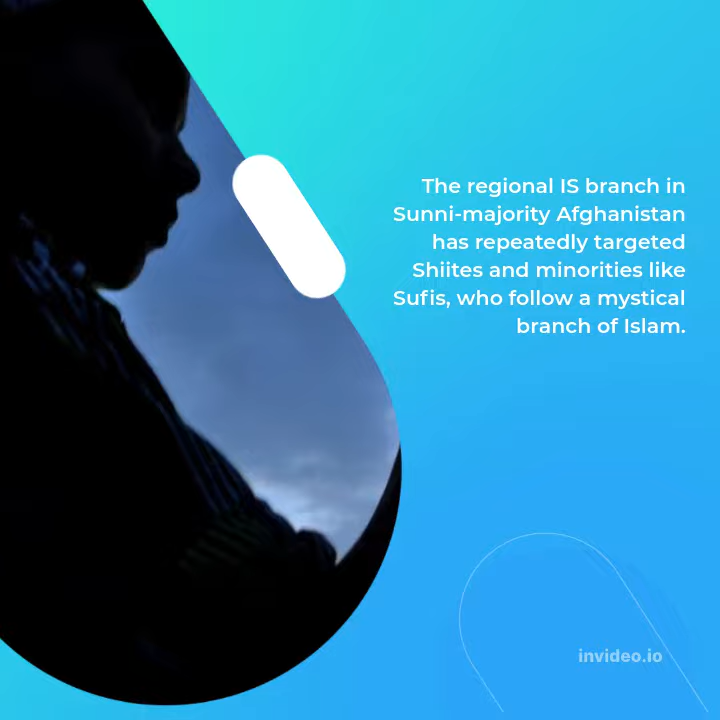 The regional IS branch in
Sunni-majority Afghanistan
has repeatedly targeted
Shiites and minorities like
Sufis, who follow a mystical
branch of Islam.
invideo.io